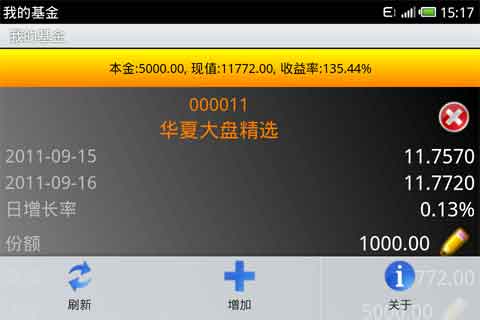 我的基金 E 15:17
我的基金
本金:5000.00, 现值:11772.00, 收益率:135.44%
000011
华夏大盘精选
2011-09-15 11.7570
2011-09-16 11.7720
日增长率 0.13%
份额 1000.00
772.00
5000.00
刷新 增加 关于